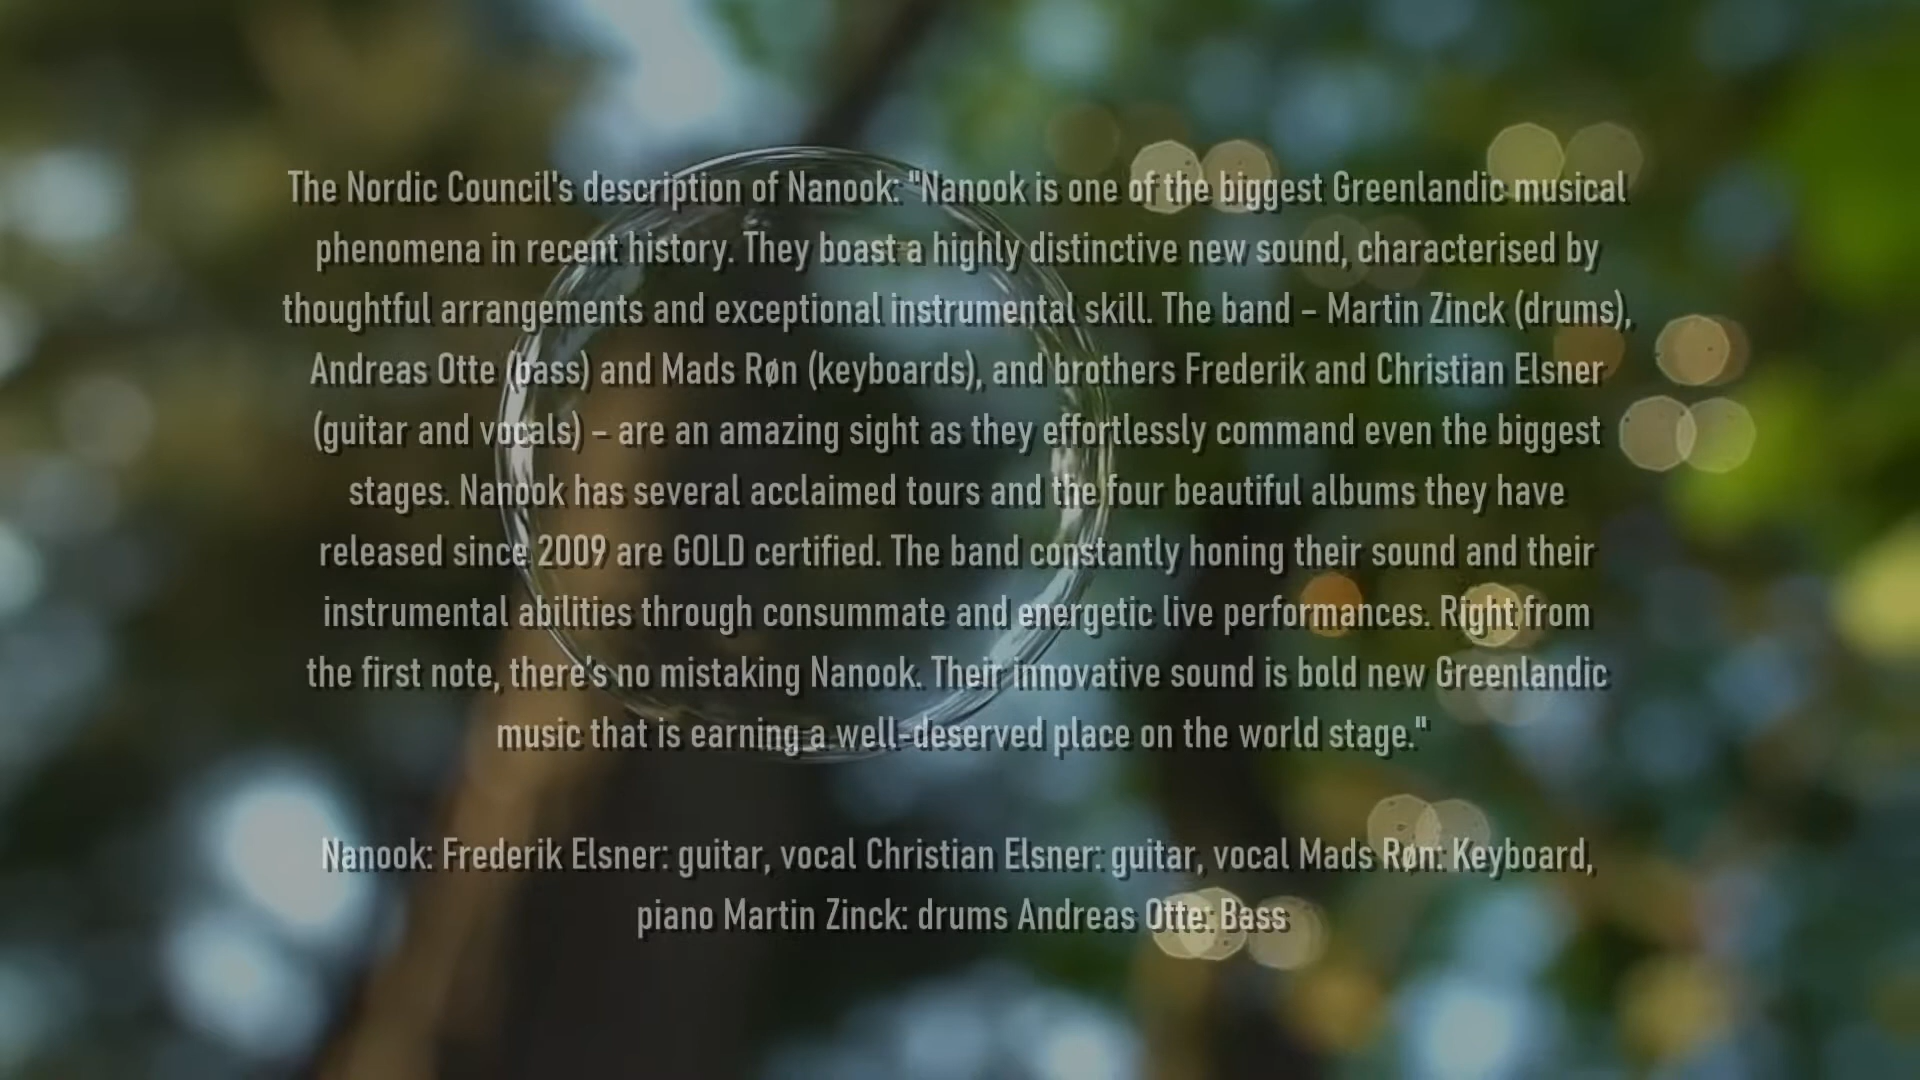 The Nordic Council's description of Nanook: "Nanook is one of the biggest Greenlandic musical
phenomena in recent history. They boast a highly distinctive new sound, characterised by
thoughtful arrangements and exceptional instrumental skill. The band – Martin Zinck (drums),
Andreas Otte (bass) and Mads Røn (keyboards), and brothers Frederik and Christian Elsner
(guitar and vocals) – are an amazing sight as they effortlessly command even the biggest
stages. Nanook has several acclaimed tours and the four beautiful albums they have
released since 2009 are GOLD certified. The band constantly honing their sound and their
instrumental abilities through consummate and energetic live performances. Right from
the first note, there's no mistaking Nanook. Their innovative sound is bold new Greenlandic
music that is earning a well-deserved place on the world stage."
Nanook: Frederik Elsner: guitar, vocal Christian Elsner: guitar, vocal Mads Røn: Keyboard,
piano Martin Zinck: drums Andreas Otte: Bass